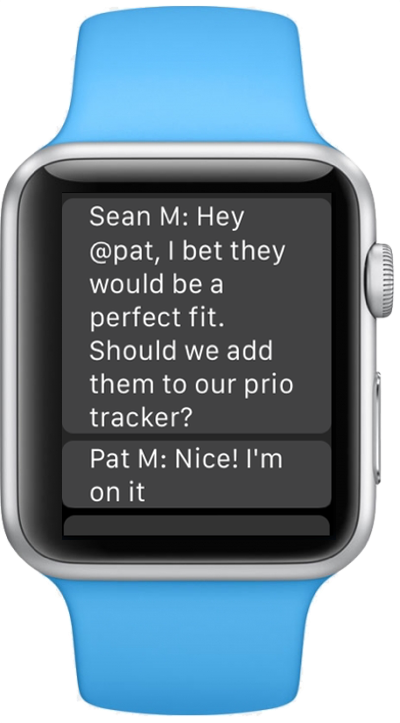 Sean M: Hey
@pat, I bet they
would be a
perfect fit.
Should we add
them to our prio
tracker?
Pat M: Nice! I'm
on it